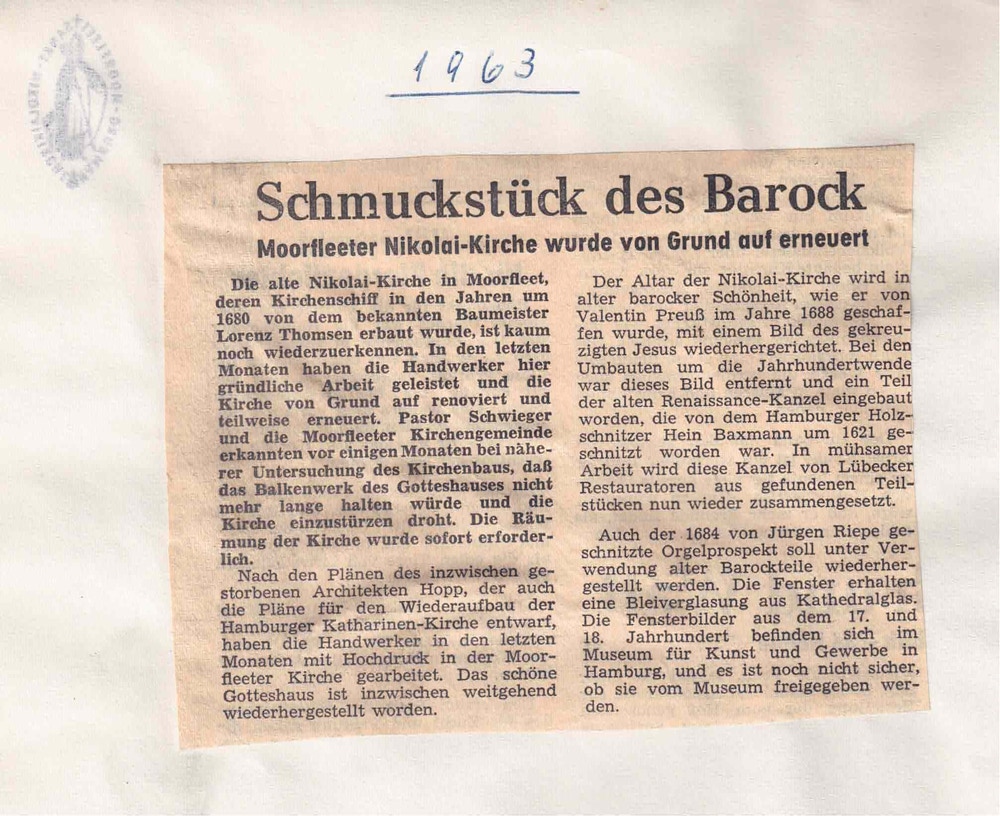 1963
Schmuckstück des Barock
Moorfleeter Nikolai-Kirche wurde von Grund auf erneuert
Die alte Nikolai-Kirche in Moorfleet,
deren Kirchenschiff in den Jahren um
1680 von dem bekannten Baumeister
Lorenz Thomsen erbaut wurde, ist kaum
noch wiederzuerkennen. In den letzten
Monaten haben die Handwerker hier
gründliche Arbeit geleistet und die
Kirche von Grund auf renoviert und
teilweise erneuert. Pastor Schwieger
und die Moorfleeter Kirchengemeinde
erkannten vor einigen Monaten bei nähe-
rer Untersuchung des Kirchenbaus, daß
das Balkenwerk des Gotteshauses nicht
mehr lange halten würde und die
Kirche einzustürzen droht. Die Räu-
mung der Kirche wurde sofort erforder-
lich.
Nach den Plänen des inzwischen ge-
storbenen Architekten Hopp, der auch
die Pläne für den Wiederaufbau der
Hamburger Katharinen-Kirche entwarf,
haben die Handwerker in den letzten
Monaten mit Hochdruck in der Moor-
fleeter Kirche gearbeitet. Das schöne
Gotteshaus ist inzwischen weitgehend
wiederhergestellt worden.
Der Altar der Nikolai-Kirche wird in
alter barocker Schönheit, wie er von
Valentin Preuß im Jahre 1688 geschaf-
fen wurde, mit einem Bild des gekreu-
zigten Jesus wiederhergerichtet. Bei den
Umbauten um die Jahrhundertwende
war dieses Bild entfernt und ein Teil
der alten Renaissance-Kanzel eingebaut
worden, die von dem Hamburger Holz-
schnitzer Hein Baxmann um 1621 ge-
schnitzt worden war. In mühsamer
Arbeit wird diese Kanzel von Lübecker
Restauratoren aus gefundenen Teil-
stücken nun wieder zusammengesetzt.
Auch der 1684 von Jürgen Riepe ge-
schnitzte Orgelprospekt soll unter Ver-
wendung alter Barockteile wiederher-
gestellt werden. Die Fenster erhalten
eine Bleiverglasung aus Kathedralglas.
Die Fensterbilder aus dem 17. und
18. Jahrhundert befinden sich im
Museum für Kunst und Gewerbe in
Hamburg, und es ist noch nicht sicher,
ob sie vom Museum freigegeben wer-
den.